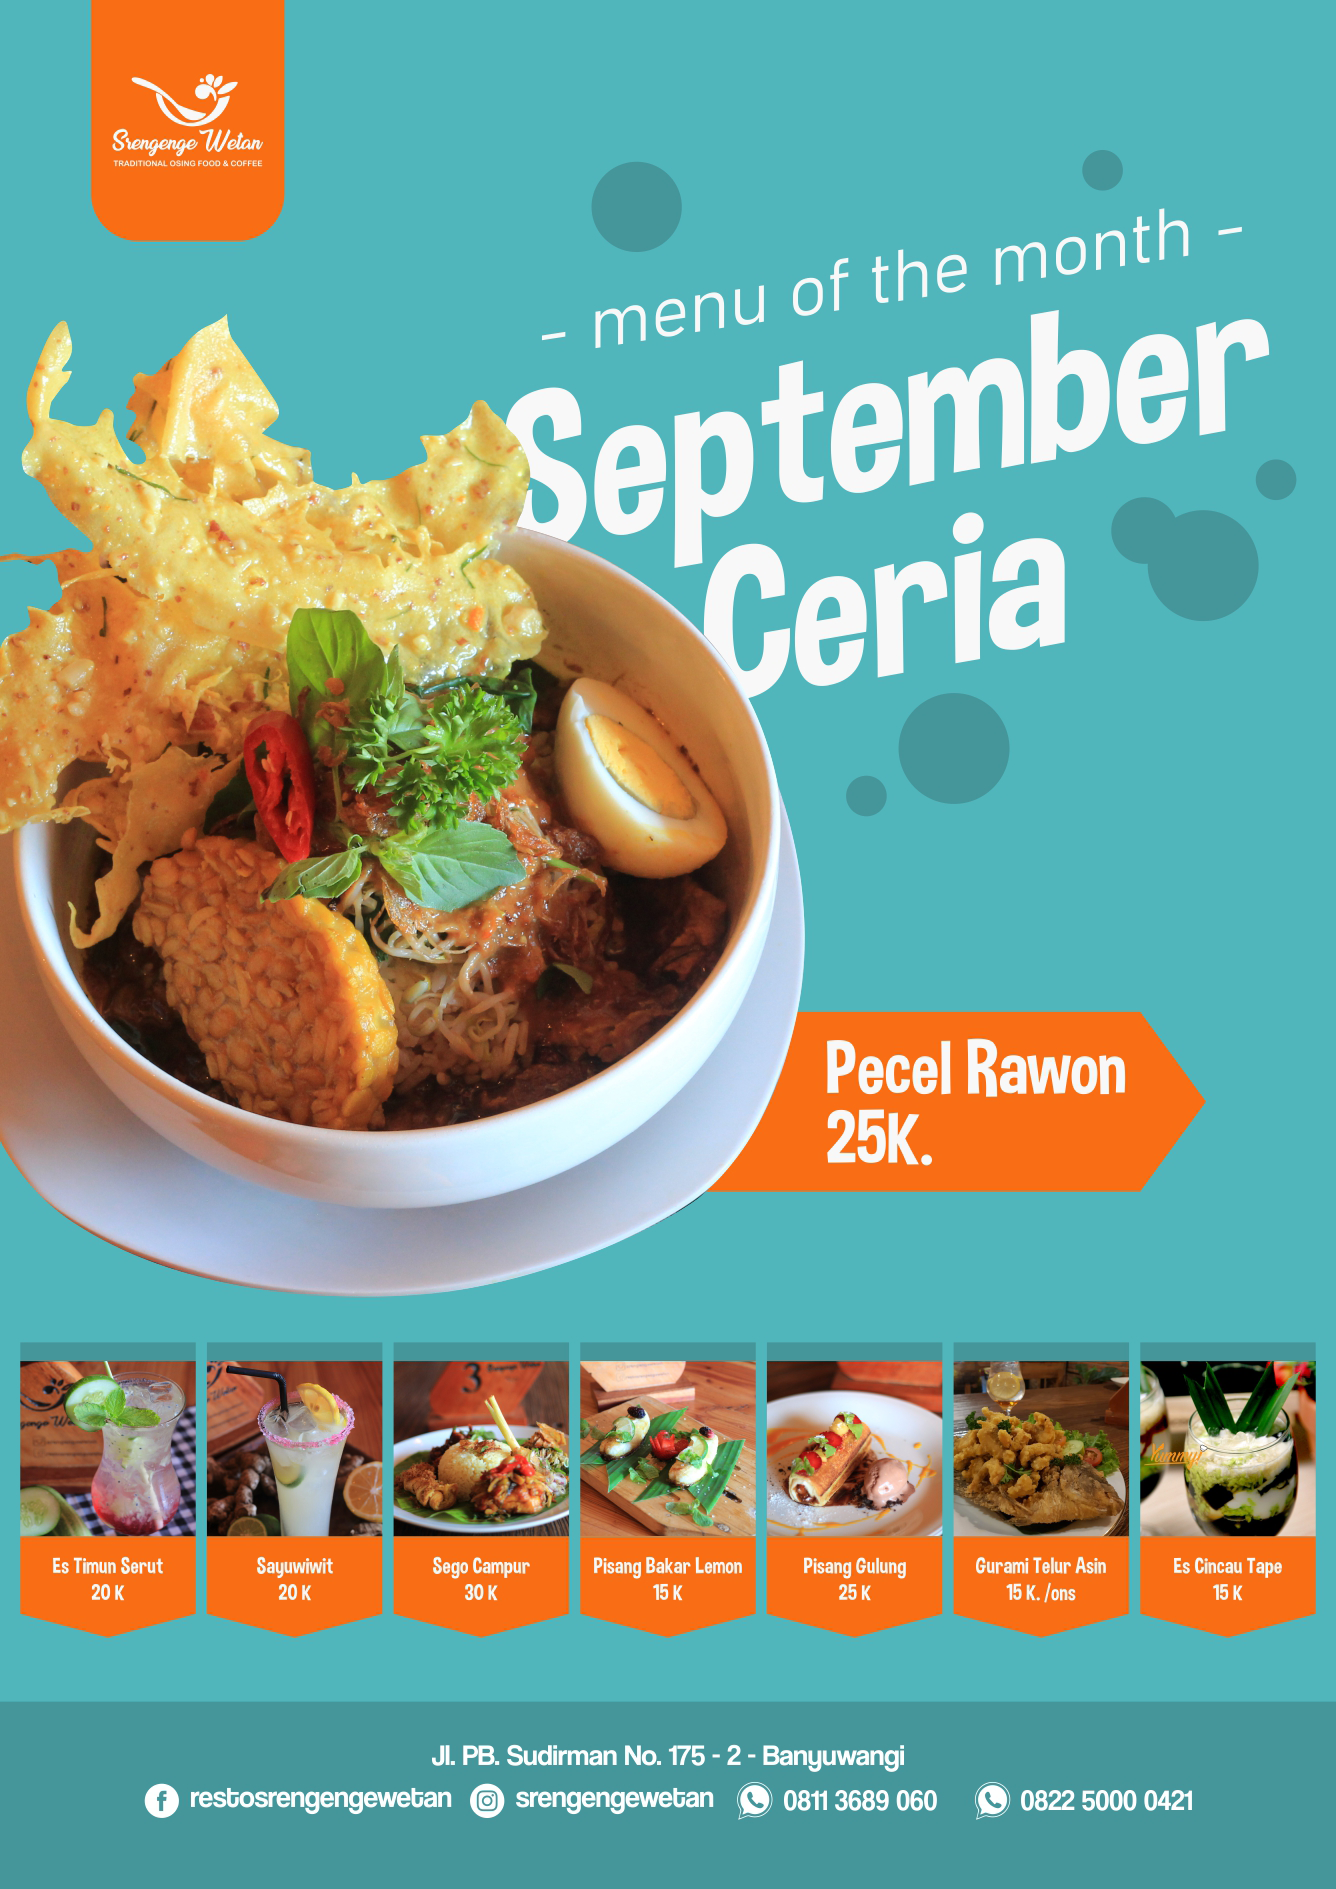 Srengenge Wetan
TRADITIONAL OSING FOOD & COFFEE
- menu of the month -
September
Ceria
Pecel Rawon
25K.
3
Yummy!
Es Timun Serut
20 K
Sayuwiwit
20 K
Sego Campur
30 K
Pisang Bakar Lemon
15 K
Pisang Gulung
25 K
Gurami Telur Asin
15 K. /ons
Es Cincau Tape
15 K
Jl. PB. Sudirman No. 175 - 2 - Banyuwangi
restosrengengewetan srengengewetan 0811 3689 060 0822 5000 0421